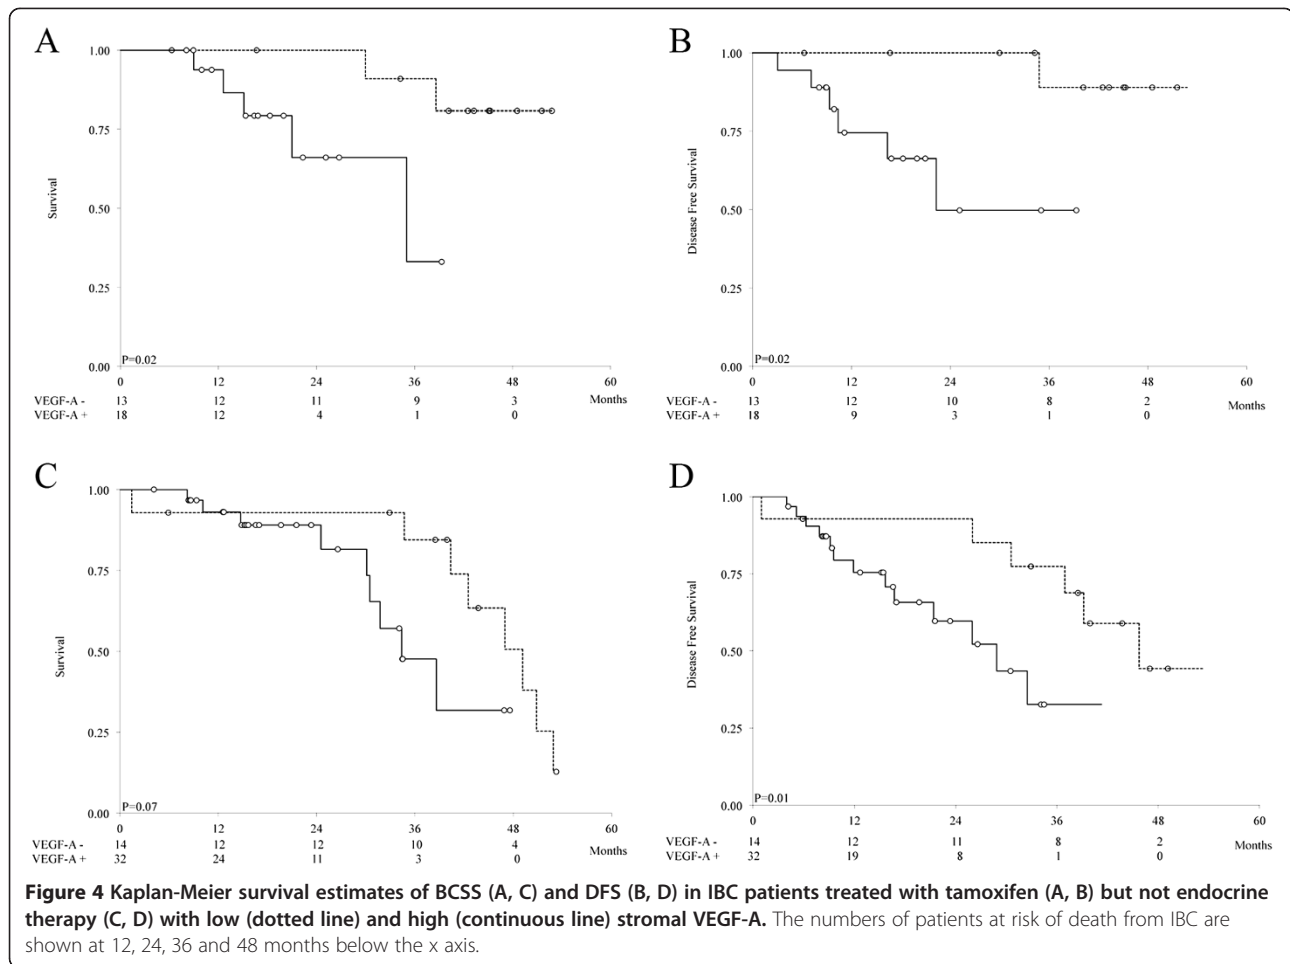 A
1.00
0.75
0.50
0.25
0.00
Survival
P=0.02
0 12 24 36 48 60
Months
VEGF-A - 13 12 11 9 3
VEGF-A + 18 12 4 1 0
B
1.00
0.75
0.50
0.25
0.00
Disease Free Survival
P=0.02
0 12 24 36 48 60
Months
VEGF-A - 13 12 10 8 2
VEGF-A + 18 9 3 1 0
C
1.00
0.75
0.50
0.25
0.00
Survival
P=0.07
0 12 24 36 48 60
Months
VEGF-A - 14 12 12 10 4
VEGF-A + 32 24 11 3 0
D
1.00
0.75
0.50
0.25
0.00
Disease Free Survival
P=0.01
0 12 24 36 48 60
Months
VEGF-A - 14 12 11 8 2
VEGF-A + 32 19 8 1 0
Figure 4 Kaplan-Meier survival estimates of BCSS (A, C) and DFS (B, D) in IBC patients treated with tamoxifen (A, B) but not endocrine
therapy (C, D) with low (dotted line) and high (continuous line) stromal VEGF-A. The numbers of patients at risk of death from IBC are
shown at 12, 24, 36 and 48 months below the x axis.